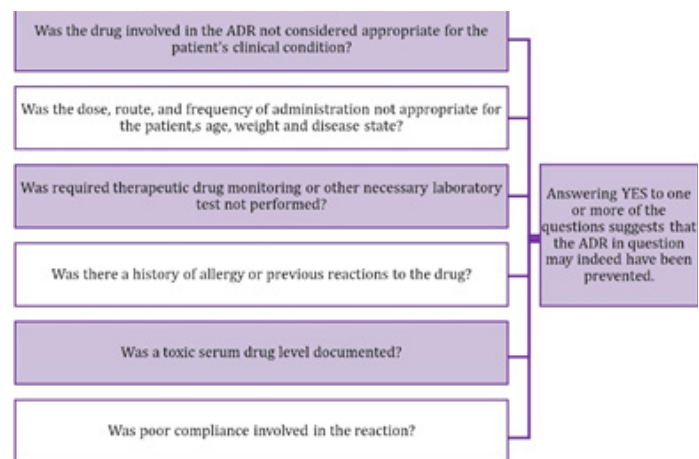 Was the drug involved in the ADR not considered appropriate for the
patient's clinical condition?
Was the dose, route, and frequency of administration not appropriate for
the patient,s age, weight and disease state?
Was required therapeutic drug monitoring or other necessary laboratory
test not performed?
Was there a history of allergy or previous reactions to the drug?
Was a toxic serum drug level documented?
Was poor compliance involved in the reaction?
Answering YES to one
or more of the
questions suggests that
the ADR in question
may indeed have been
prevented.